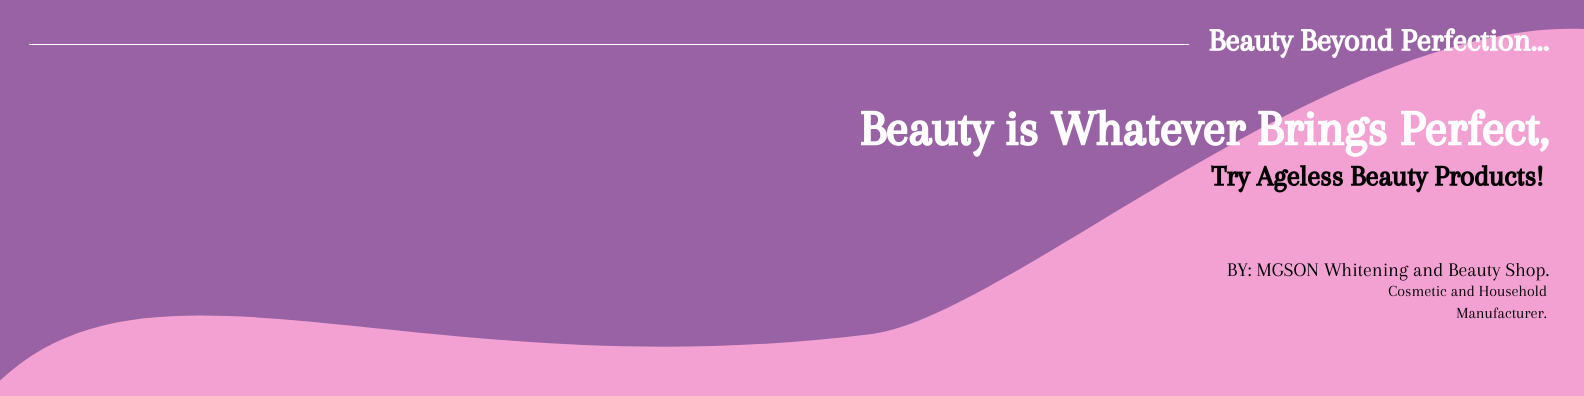 Beauty Beyond Perfection...
Beauty is Whatever Brings Perfect,
Try Ageless Beauty Products!
BY: MGSON Whitening and Beauty Shop.
Cosmetic and Household
Manufacturer.